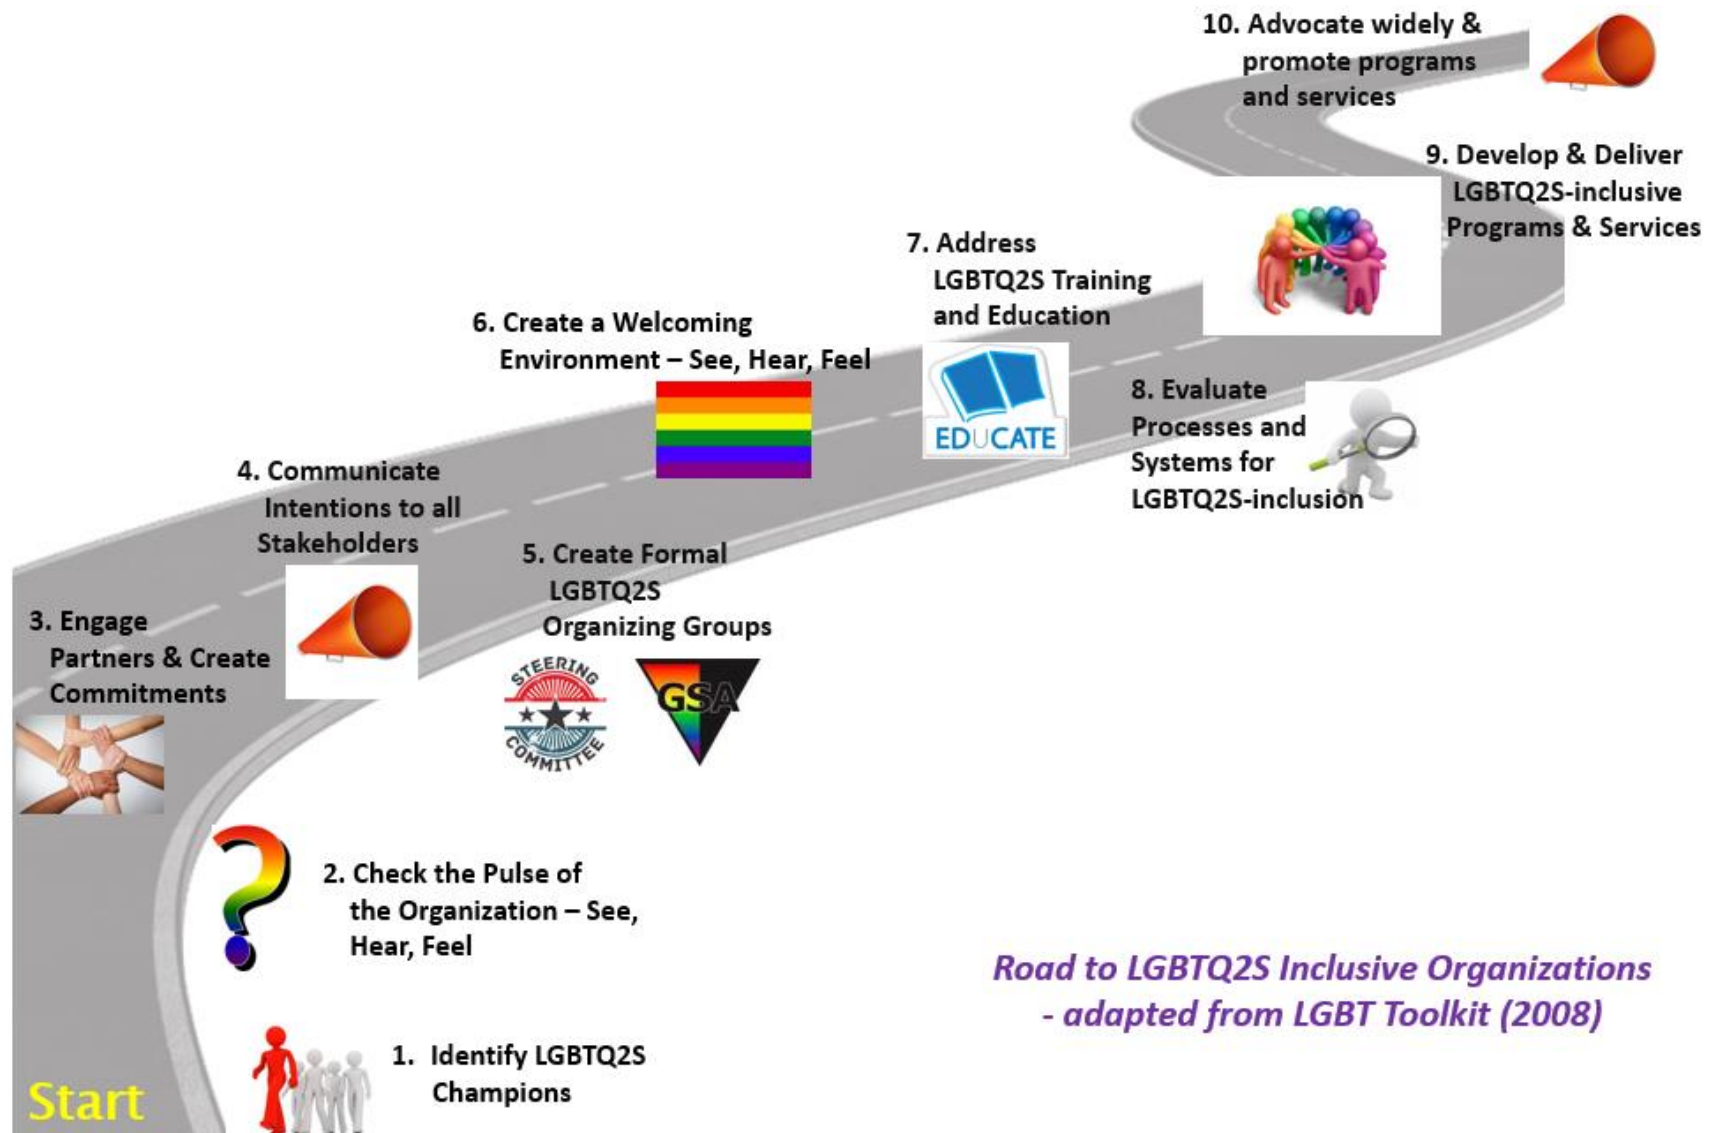 10. Advocate widely &
promote programs
and services
9. Develop & Deliver
LGBTQ2S-inclusive
Programs & Services
7. Address
LGBTQ2S Training
and Education
EDUCATE
8. Evaluate
Processes and
Systems for
LGBTQ2S-inclusion
6. Create a Welcoming
Environment – See, Hear, Feel
4. Communicate
Intentions to all
Stakeholders
5. Create Formal
LGBTQ2S
Organizing Groups
STEERING
COMMITTEE
GSA
3. Engage
Partners & Create
Commitments
2. Check the Pulse of
the Organization – See,
Hear, Feel
1. Identify LGBTQ2S
Champions
Start
Road to LGBTQ2S Inclusive Organizations
- adapted from LGBT Toolkit (2008)